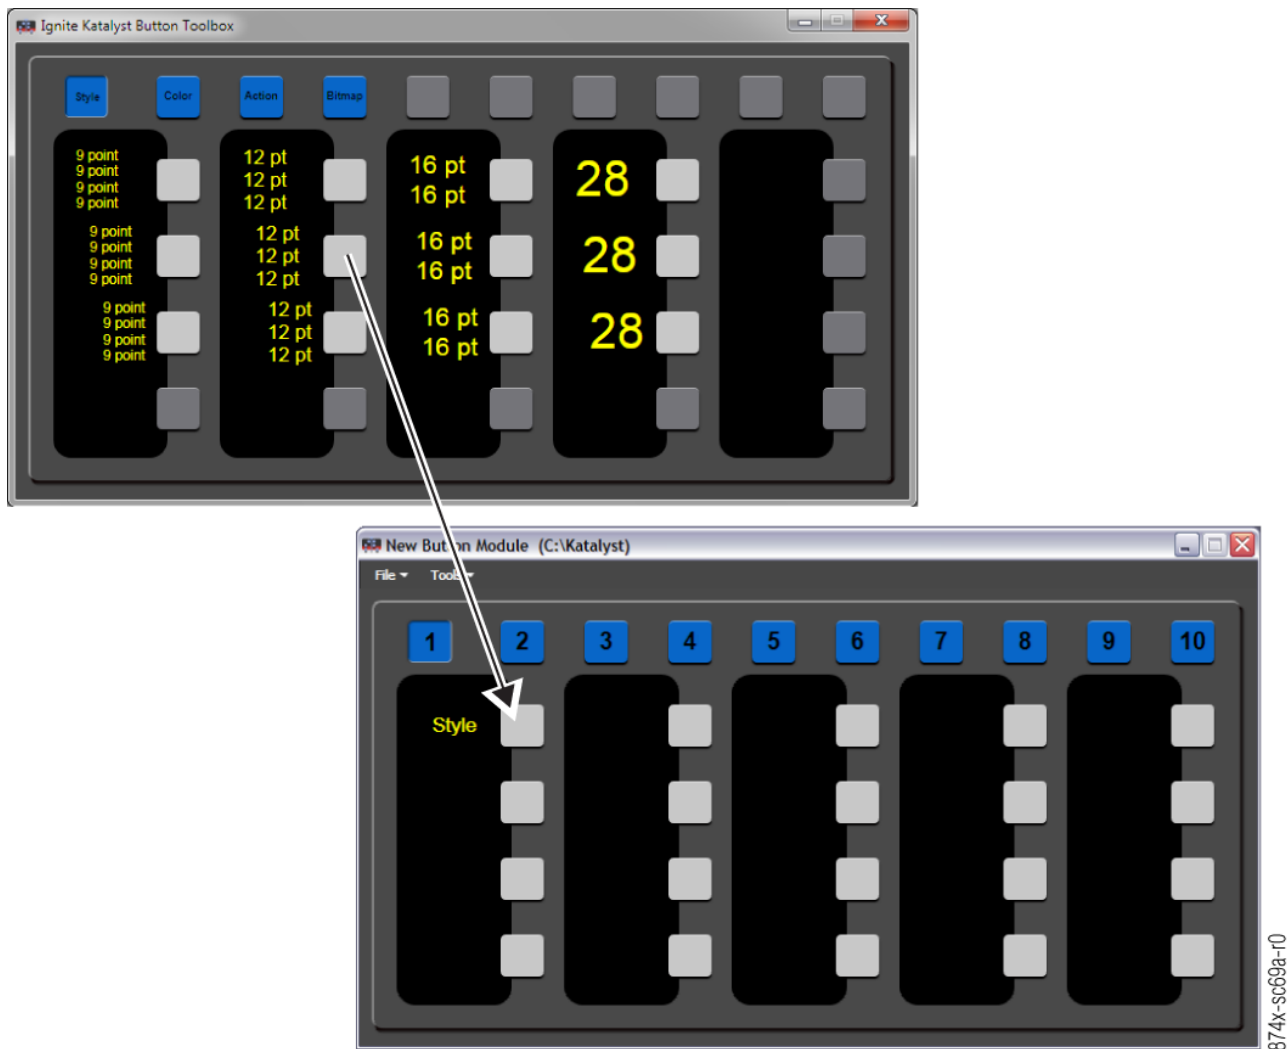 Ignite Katalyst Button Toolbox
Style Color Action Bitmap
9 point
9 point
9 point
9 point
12 pt
12 pt
12 pt
16 pt
16 pt
28
9 point
9 point
9 point
9 point
12 pt
12 pt
12 pt
16 pt
16 pt
28
9 point
9 point
9 point
9 point
12 pt
12 pt
12 pt
16 pt
16 pt
28
New Button Module (C:\Katalyst)
File Tools
1 2 3 4 5 6 7 8 9 10
Style
874x-sc69a-r0